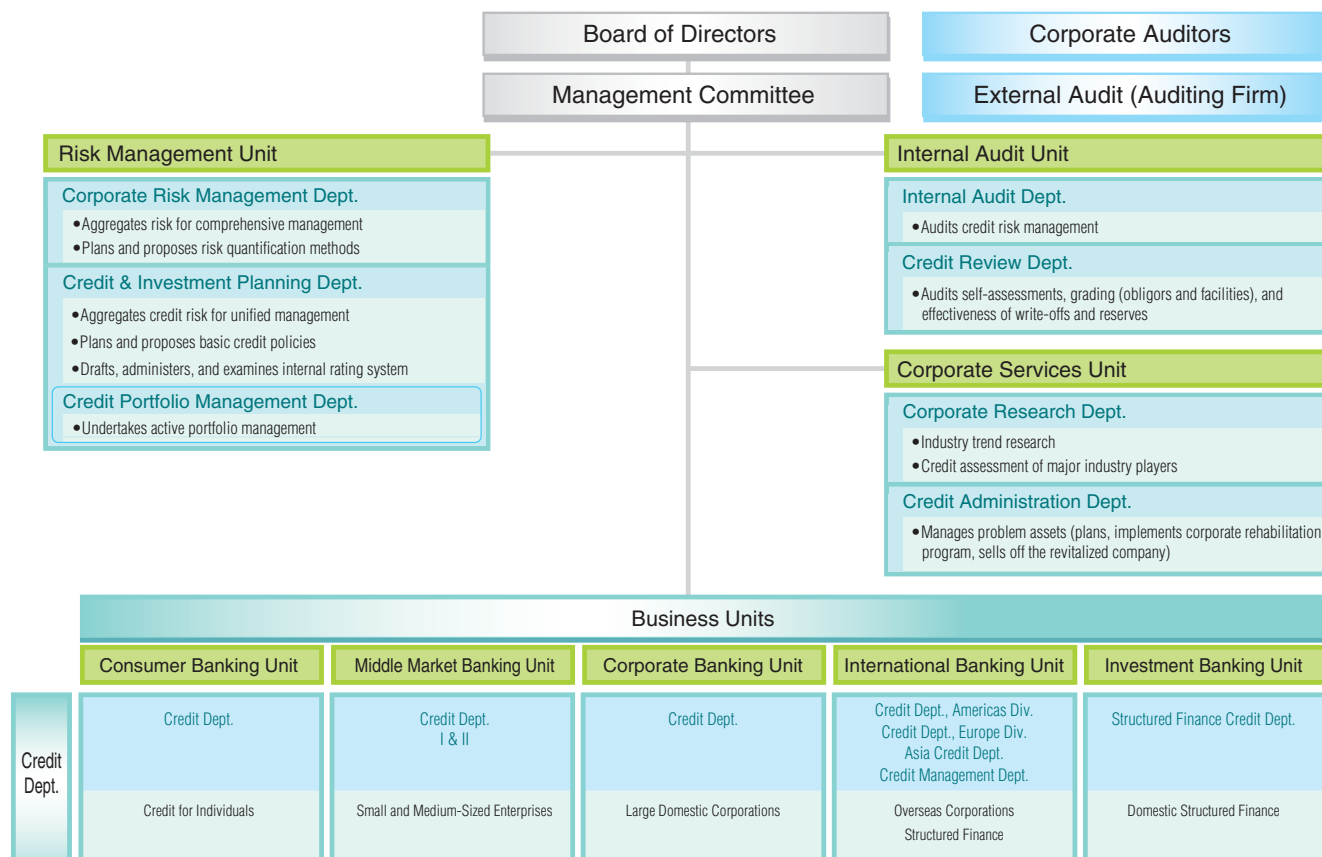 Board of Directors
Corporate Auditors
Management Committee
External Audit (Auditing Firm)
Risk Management Unit
Corporate Risk Management Dept.
•Aggregates risk for comprehensive management
•Plans and proposes risk quantification methods
Credit & Investment Planning Dept.
•Aggregates credit risk for unified management
•Plans and proposes basic credit policies
•Drafts, administers, and examines internal rating system
Credit Portfolio Management Dept.
•Undertakes active portfolio management
Internal Audit Unit
Internal Audit Dept.
•Audits credit risk management
Credit Review Dept.
•Audits self-assessments, grading (obligors and facilities), and
effectiveness of write-offs and reserves
Corporate Services Unit
Corporate Research Dept.
•Industry trend research
•Credit assessment of major industry players
Credit Administration Dept.
•Manages problem assets (plans, implements corporate rehabilitation
program, sells off the revitalized company)
Business Units
Consumer Banking Unit
Middle Market Banking Unit
Corporate Banking Unit
International Banking Unit
Investment Banking Unit
Credit
Dept.
Credit Dept.
Credit Dept.
I & II
Credit Dept.
Credit Dept., Americas Div.
Credit Dept., Europe Div.
Asia Credit Dept.
Credit Management Dept.
Structured Finance Credit Dept.
Credit for Individuals
Small and Medium-Sized Enterprises
Large Domestic Corporations
Overseas Corporations
Structured Finance
Domestic Structured Finance